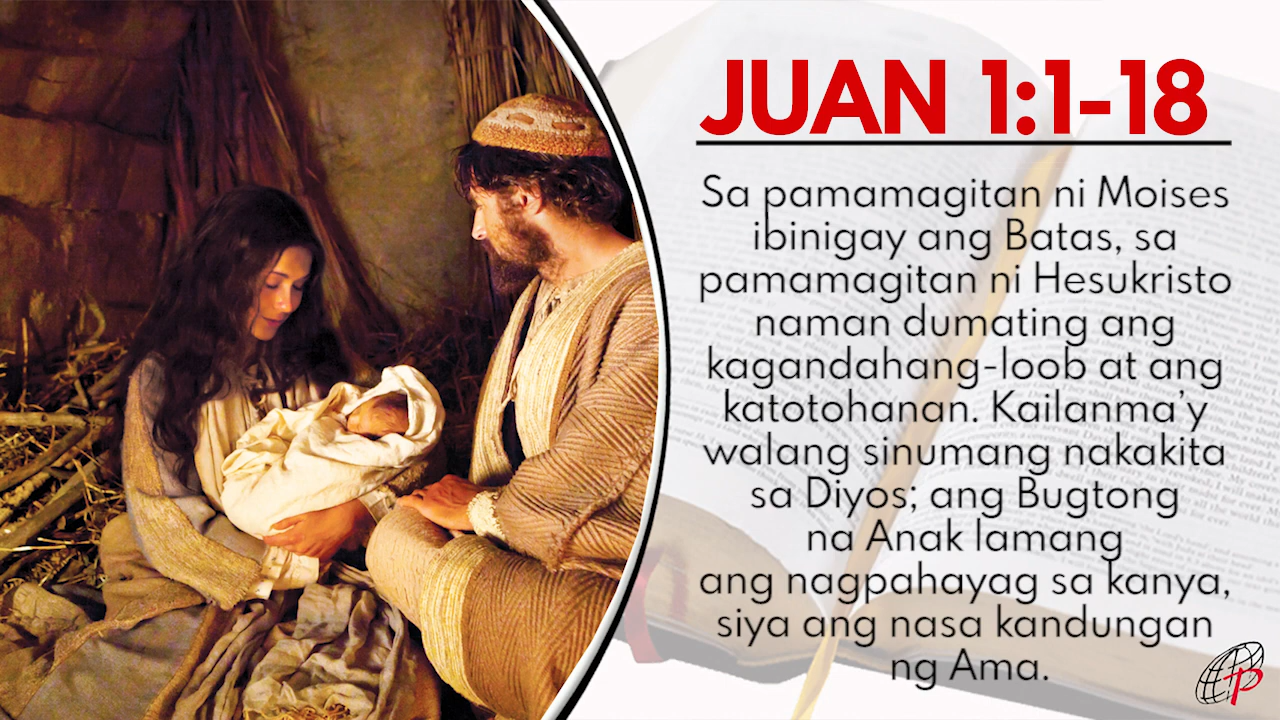 JUAN 1:1-18
Sa pamamagitan ni Moises
ibinigay ang Batas, sa
pamamagitan ni Hesukristo
naman dumating ang
kagandahang-loob at ang
katotohanan. Kailanma’y
walang sinumang nakakita
sa Diyos; ang Bugtong
na Anak lamang
ang nagpahayag sa kanya,
siya ang nasa kandungan
ng Ama.